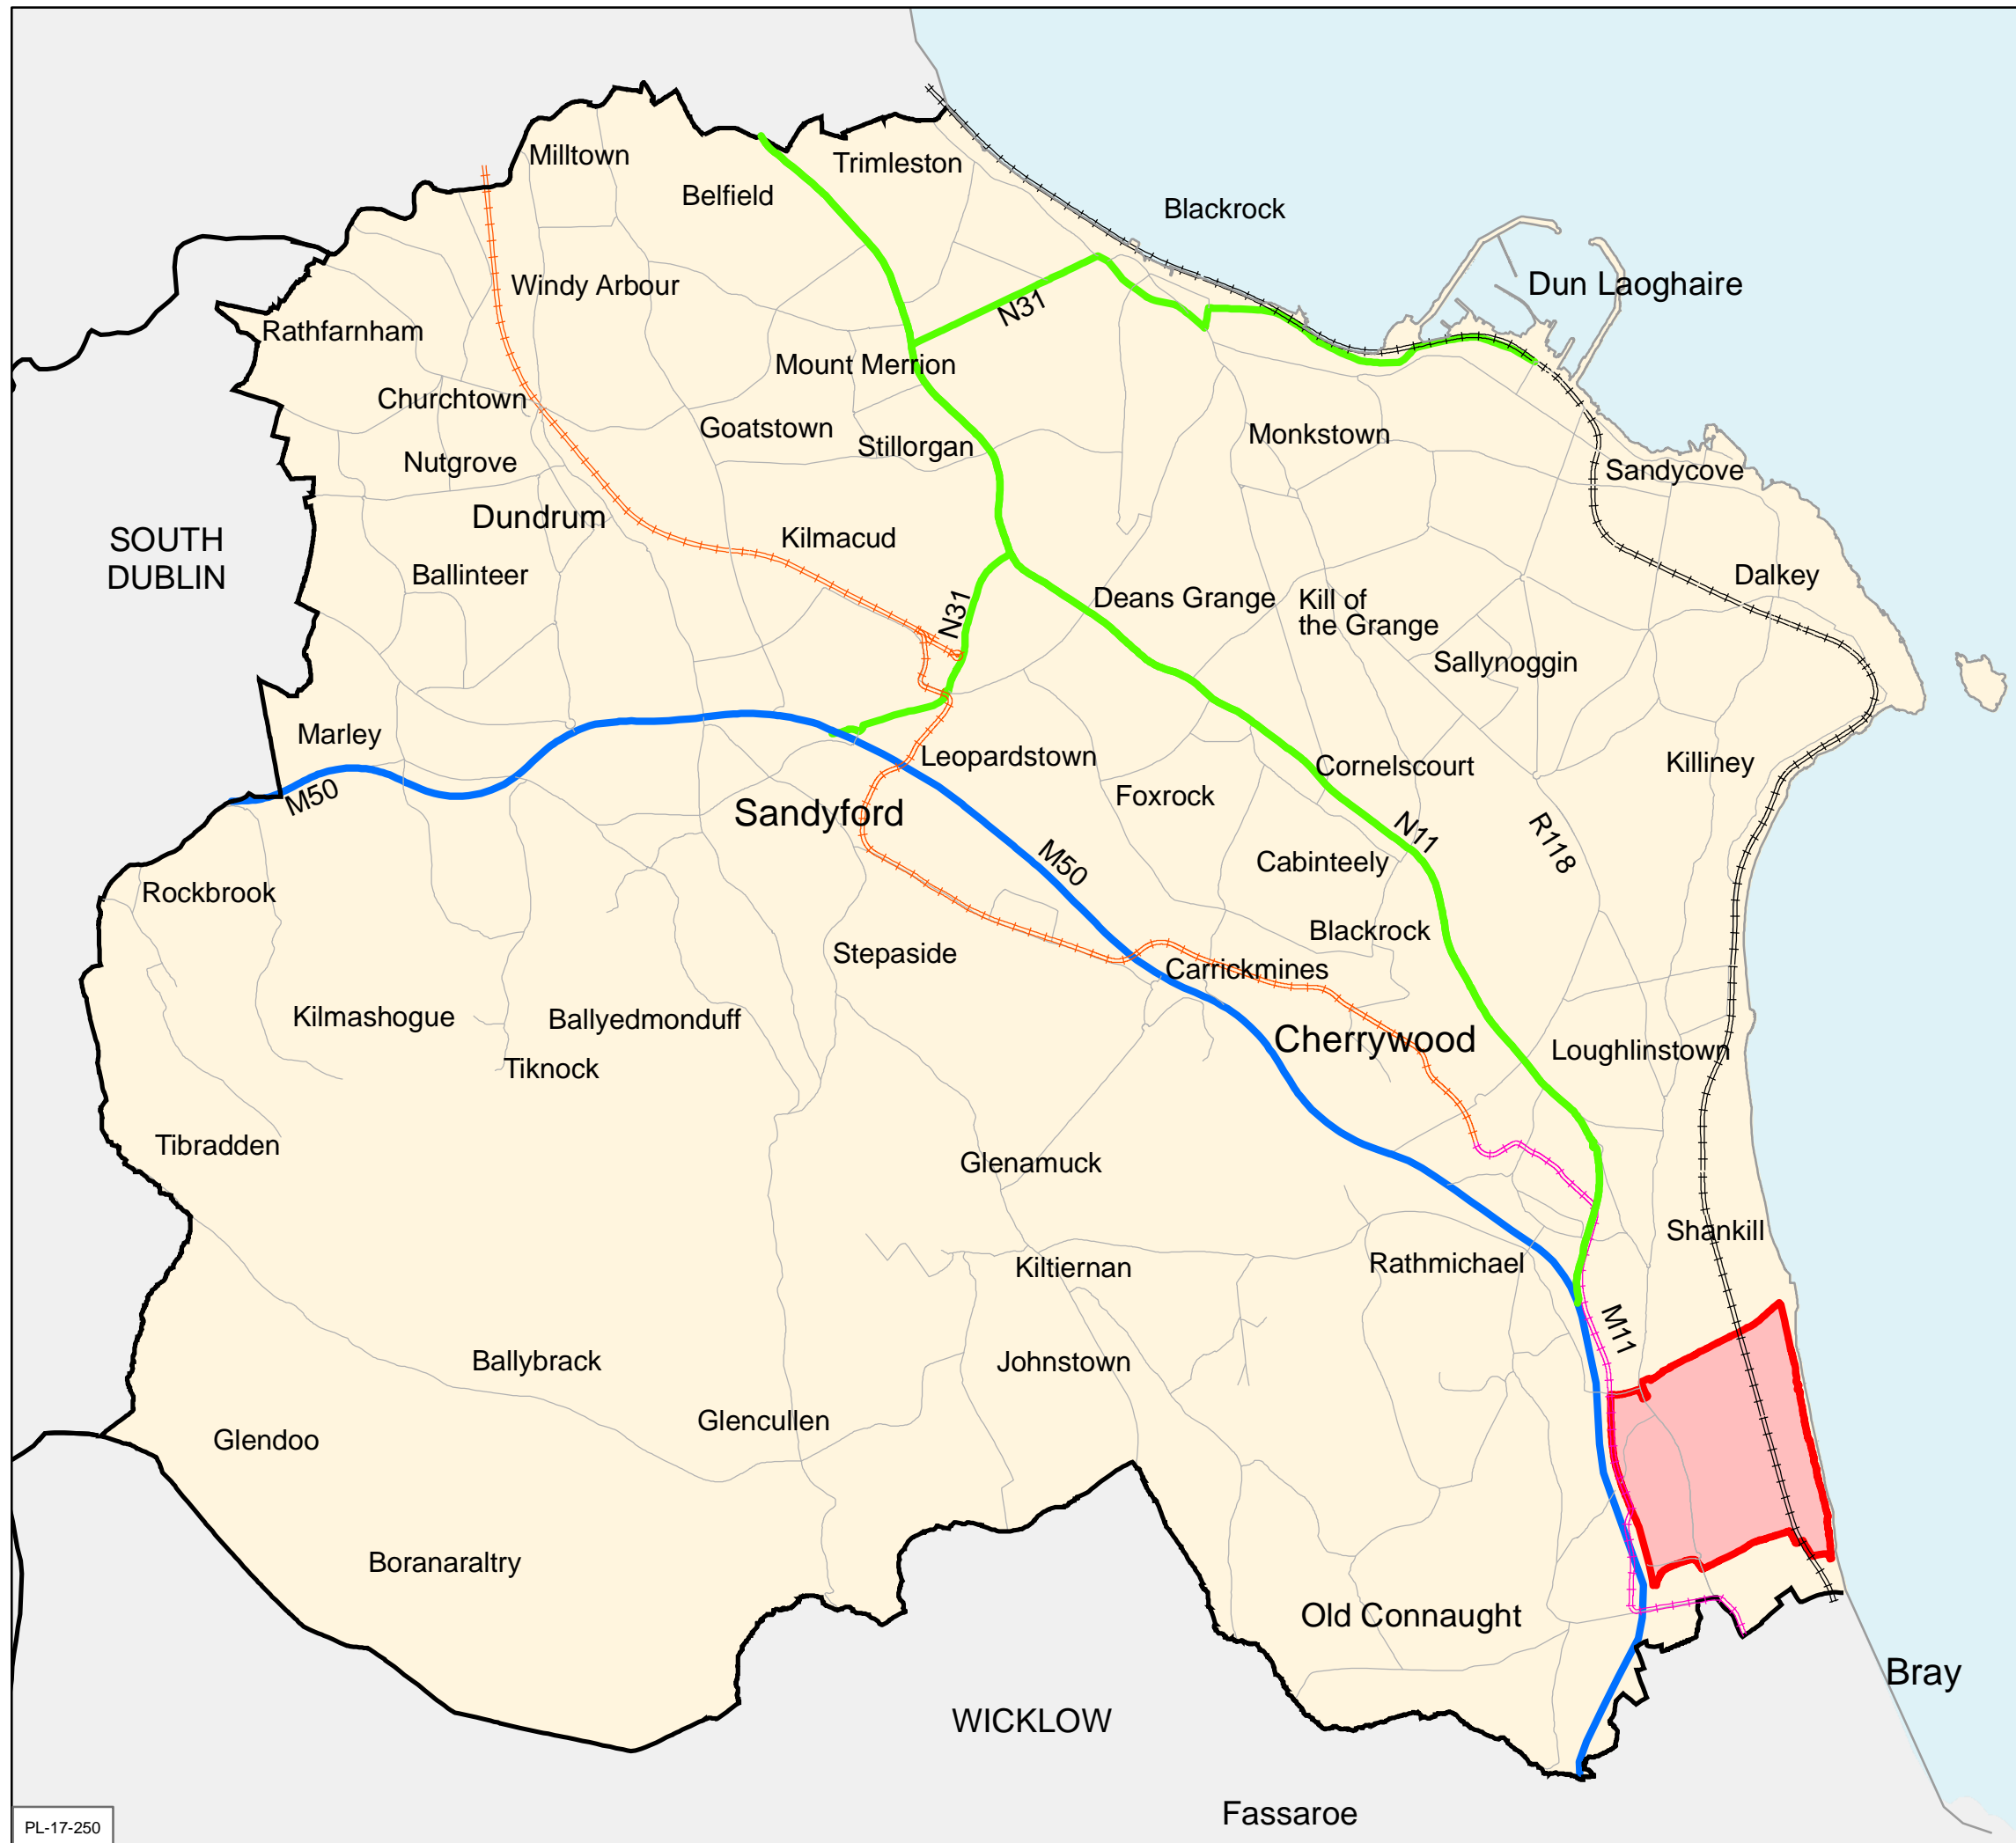 Milltown
Trimleston
Belfield
Blackrock
Windy Arbour
Dun Laoghaire
N31
Rathfarnham
Mount Merrion
Churchtown
Goatstown
Stillorgan
Monkstown
Nutgrove
Sandycove
Dundrum
Kilmacud
SOUTH
DUBLIN
Ballinteer
Dalkey
N31
Deans Grange
Kill of
the Grange
Sallynoggin
Marley
Leopardstown
Cornelscourt
Killiney
M50
Foxrock
Sandyford
N11
R118
M50
Cabinteely
Rockbrook
Blackrock
Stepaside
Carrickmines
Kilmashogue
Ballyedmonduff
Cherrywood
Loughlinstown
Tiknock
Tibradden
Glenamuck
Shankill
Kiltiernan
Rathmichael
M11
Ballybrack
Johnstown
Glencullen
Glendoo
Boranaraltry
Old Connaught
Bray
WICKLOW
Fassaroe
PL-17-250